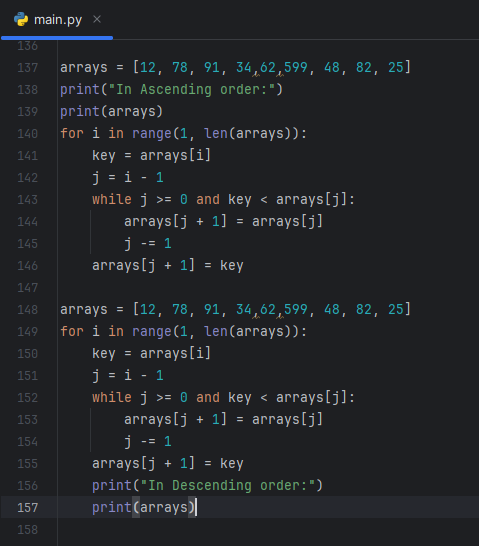 main.py ×
136
137 arrays = [12, 78, 91, 34,62,599, 48, 82, 25]
138 print("In Ascending order:")
139 print(arrays)
140 for i in range(1, len(arrays)):
141     key = arrays[i]
142     j = i - 1
143     while j >= 0 and key < arrays[j]:
144         arrays[j + 1] = arrays[j]
145         j -= 1
146     arrays[j + 1] = key
147
148 arrays = [12, 78, 91, 34,62,599, 48, 82, 25]
149 for i in range(1, len(arrays)):
150     key = arrays[i]
151     j = i - 1
152     while j >= 0 and key < arrays[j]:
153         arrays[j + 1] = arrays[j]
154         j -= 1
155     arrays[j + 1] = key
156     print("In Descending order:")
157     print(arrays)
158